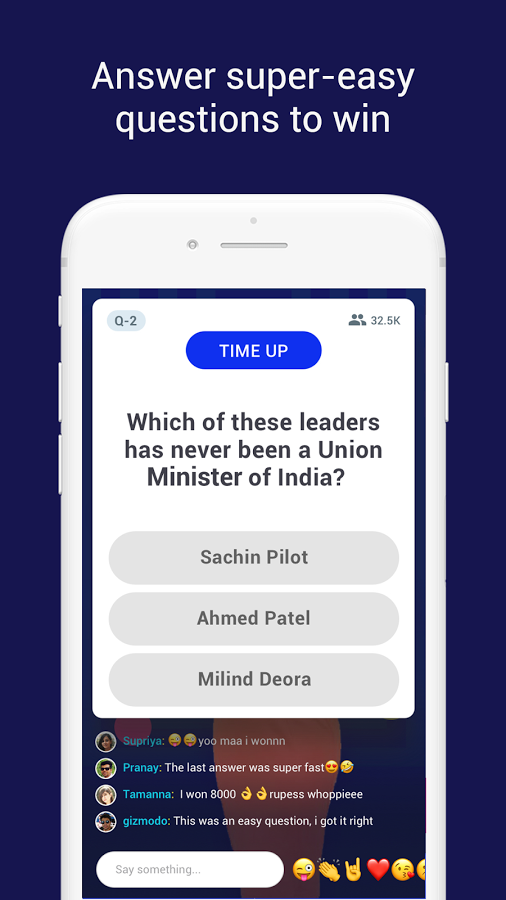 Answer super-easy
questions to win
Q-2
32.5K
TIME UP
Which of these leaders
has never been a Union
Minister of India?
Sachin Pilot
Ahmed Patel
Milind Deora
Supriya: 😜😜yoo maa i wonnn
Pranay: The last answer was super fast😍🤣
Tamanna: I won 8000 👌👌rupess whoppieee
gizmodo: This was an easy question, i got it right
Say something...